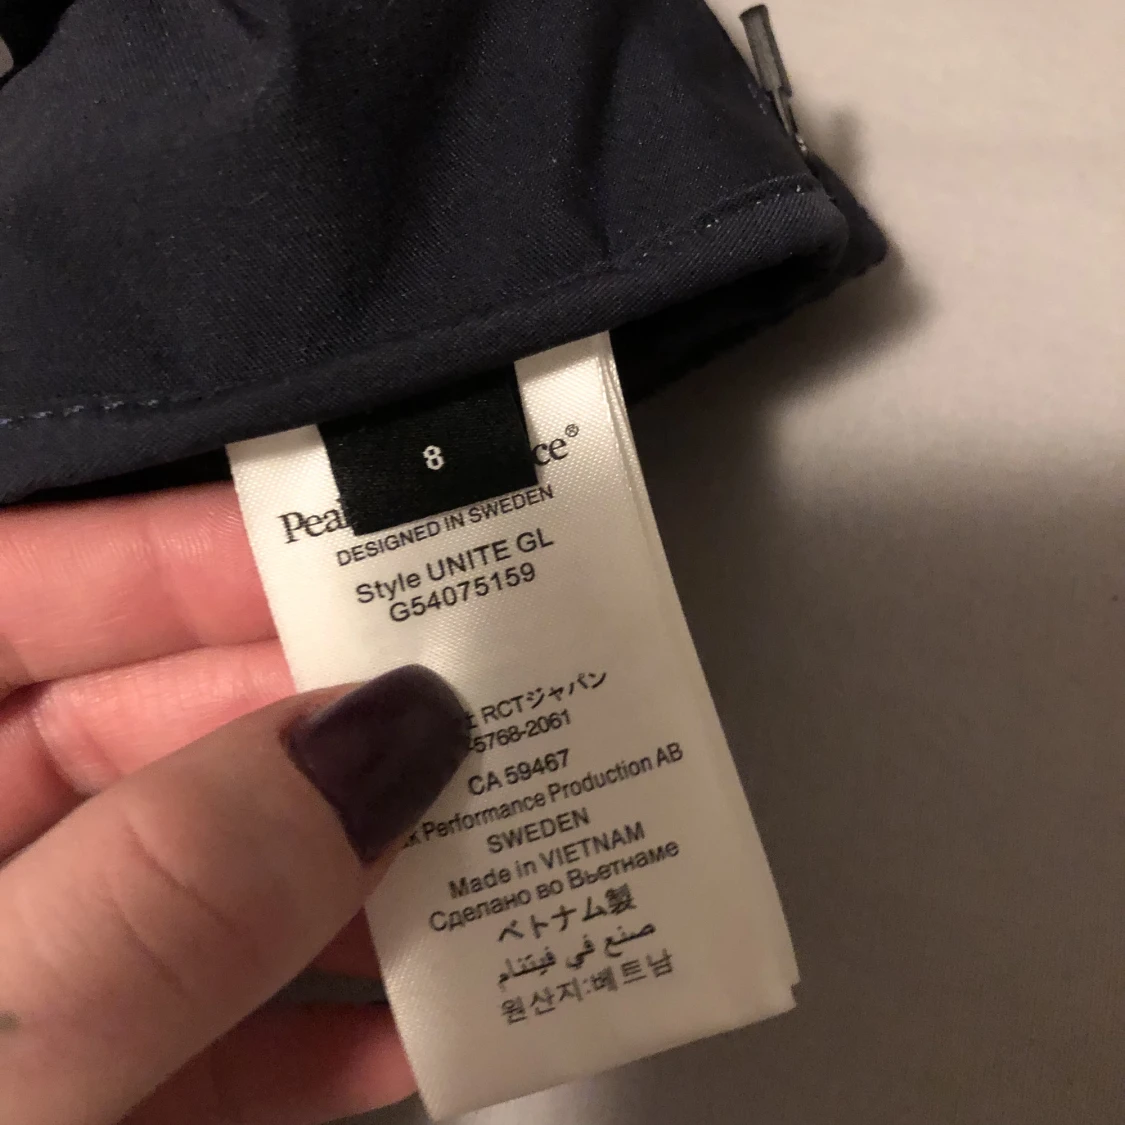 8
ce®
Pea
DESIGNED IN SWEDEN
Style UNITE GL
G54075159
RCTジャパン
5768-2061
CA 59467
Performance Production AB
SWEDEN
Made in VIETNAM
Сделано во Вьетнаме
ベトナム製
صنع في فيتنام
원산지:베트남